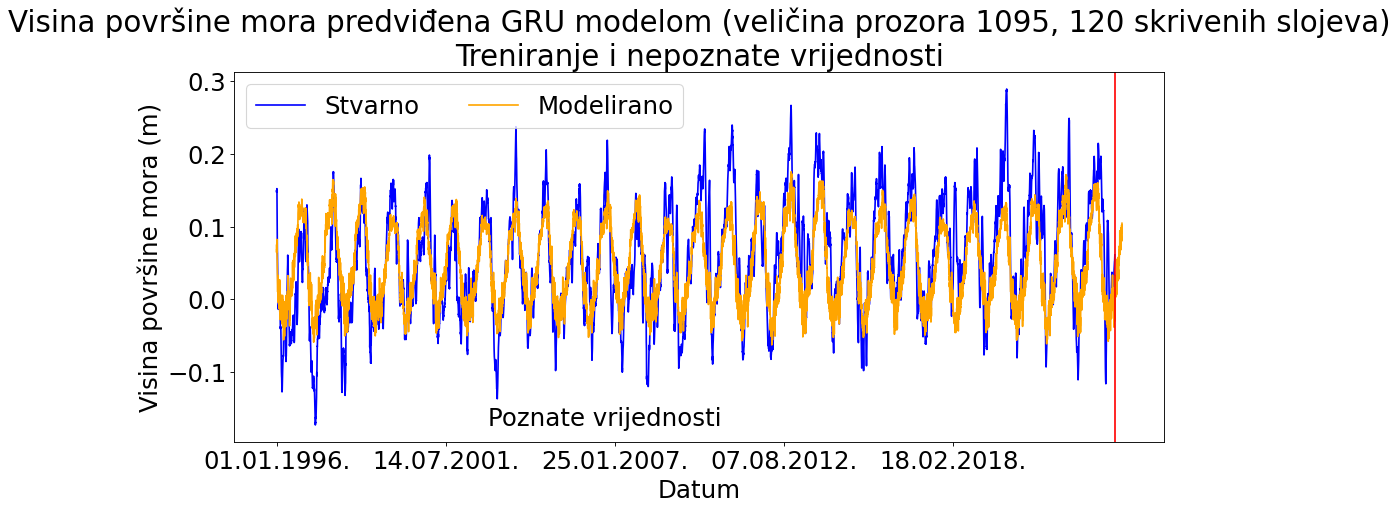 Visina površine mora predviđena GRU modelom (veličina prozora 1095, 120 skrivenih slojeva)
Treniranje i nepoznate vrijednosti
Stvarno
Modelirano
Visina površine mora (m)
0.3
0.2
0.1
0.0
−0.1
Poznate vrijednosti
01.01.1996.
14.07.2001.
25.01.2007.
07.08.2012.
18.02.2018.
Datum